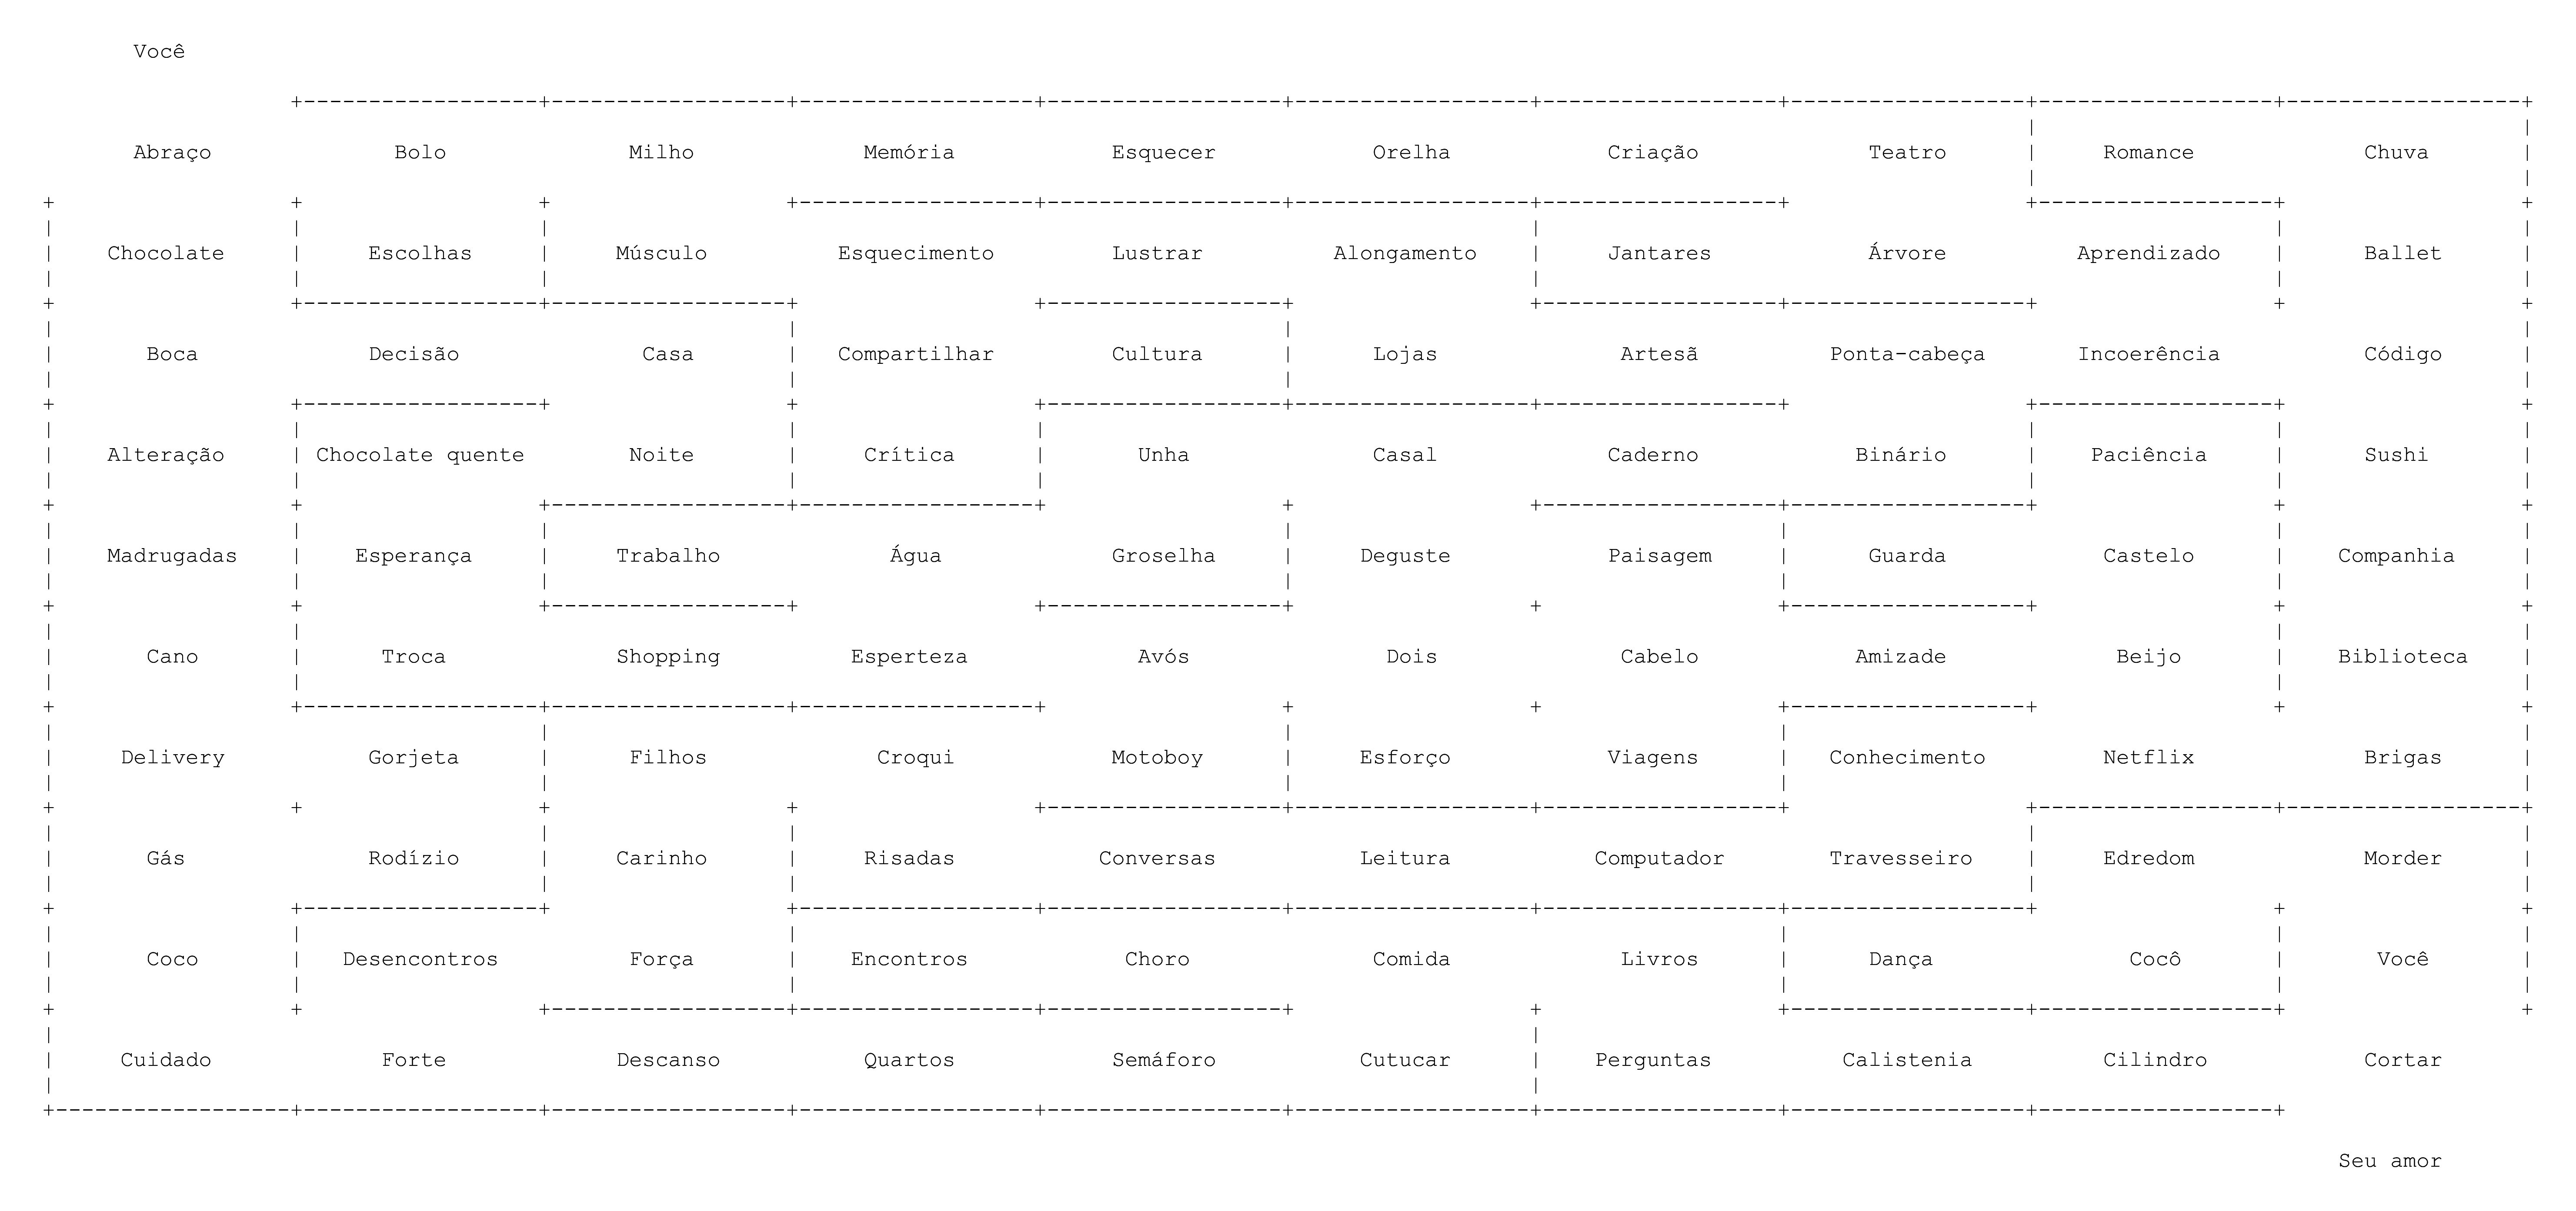 Você
Abraço Bolo Milho Memória Esquecer Orelha Criação Teatro Romance Chuva
Chocolate Escolhas Músculo Esquecimento Lustrar Alongamento Jantares Árvore Aprendizado Ballet
Boca Decisão Casa Compartilhar Cultura Lojas Artesã Ponta-cabeça Incoerência Código
Alteração Chocolate quente Noite Crítica Unha Casal Caderno Binário Paciência Sushi
Madrugadas Esperança Trabalho Água Groselha Deguste Paisagem Guarda Castelo Companhia
Cano Troca Shopping Esperteza Avós Dois Cabelo Amizade Beijo Biblioteca
Delivery Gorjeta Filhos Croqui Motoboy Esforço Viagens Conhecimento Netflix Brigas
Gás Rodízio Carinho Risadas Conversas Leitura Computador Travesseiro Edredom Morder
Coco Desencontros Força Encontros Choro Comida Livros Dança Cocô Você
Cuidado Forte Descanso Quartos Semáforo Cutucar Perguntas Calistenia Cilindro Cortar
Seu amor